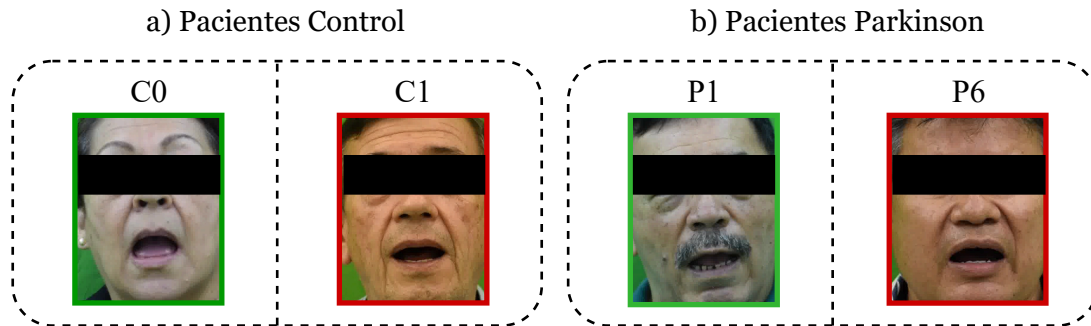 a) Pacientes Control
b) Pacientes Parkinson
C0
C1
P1
P6